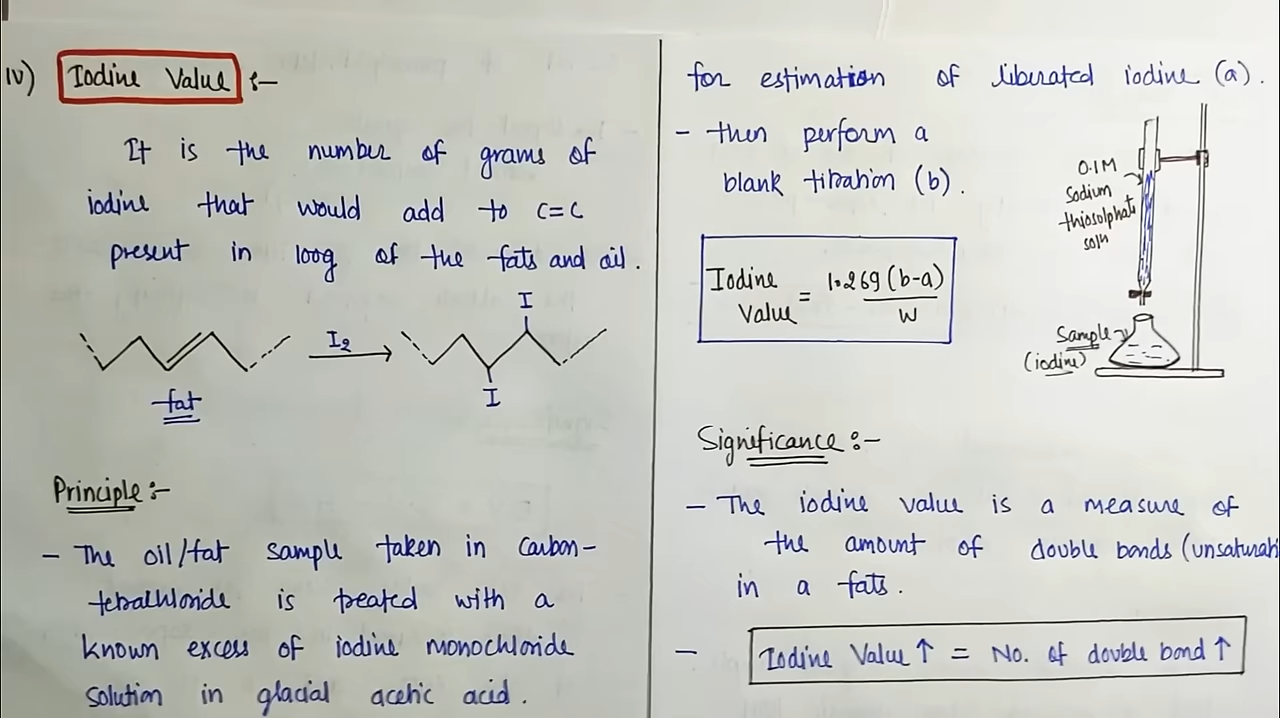 iv) Iodine Value :-
It is the number of grams of
iodine that would add to C=C
present in 100g of the fats and oil.
I
I₂
I
fat
Principle :-
- The oil/fat sample taken in carbon-
tetrachloride is treated with a
known excess of iodine monochloride
solution in glacial acetic acid.
for estimation of liberated iodine (a).
- then perform a
blank titration (b).
Iodine Value = 1.269 (b-a) / W
0.1M
Sodium
thiosolphate
soln
Sample
(iodine)
Significance :-
- The iodine value is a measure of
the amount of double bonds (unsaturati
in a fats.
- Iodine Value ↑ = No. of double bond ↑